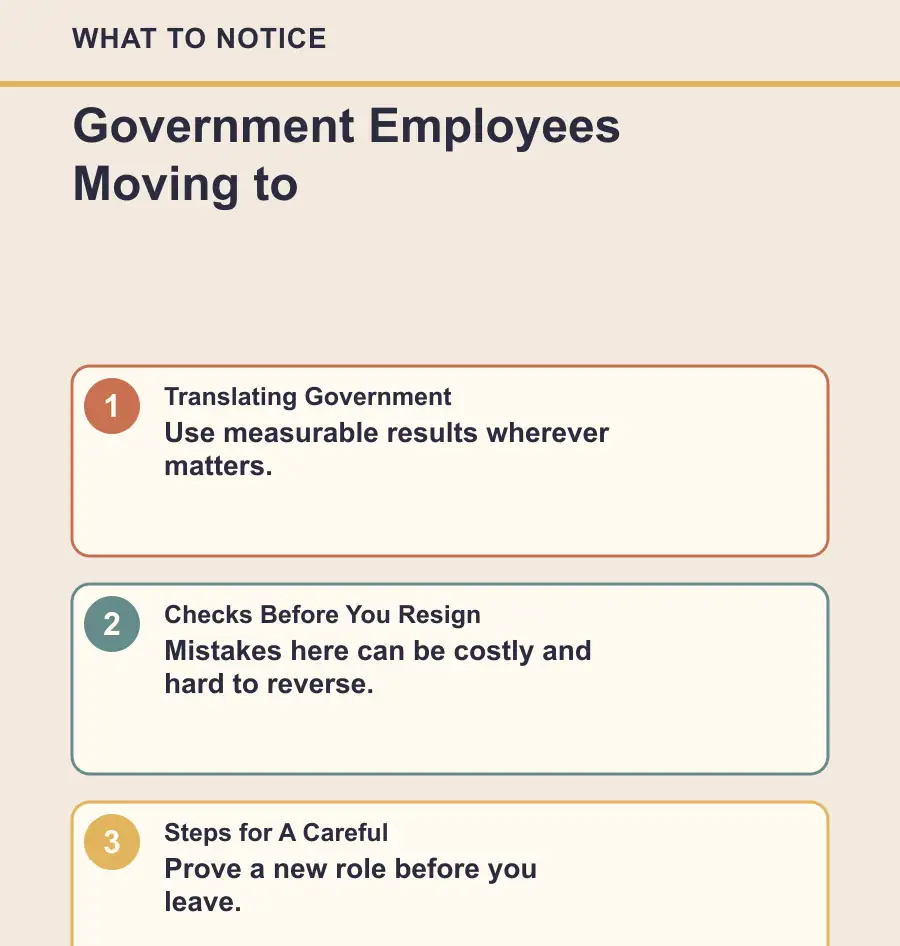 WHAT TO NOTICE
Government Employees
Moving to
1
Translating Government
Use measurable results wherever
matters.
2
Checks Before You Resign
Mistakes here can be costly and
hard to reverse.
3
Steps for A Careful
Prove a new role before you
leave.